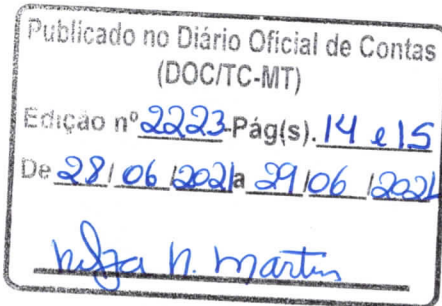 Publicado no Diário Oficial de Contas
(DOC/TC-MT)
Edição nº 2223-Pág(s). 14 e 15
De 28/06/2021 a 29/06/2021
N. Martins